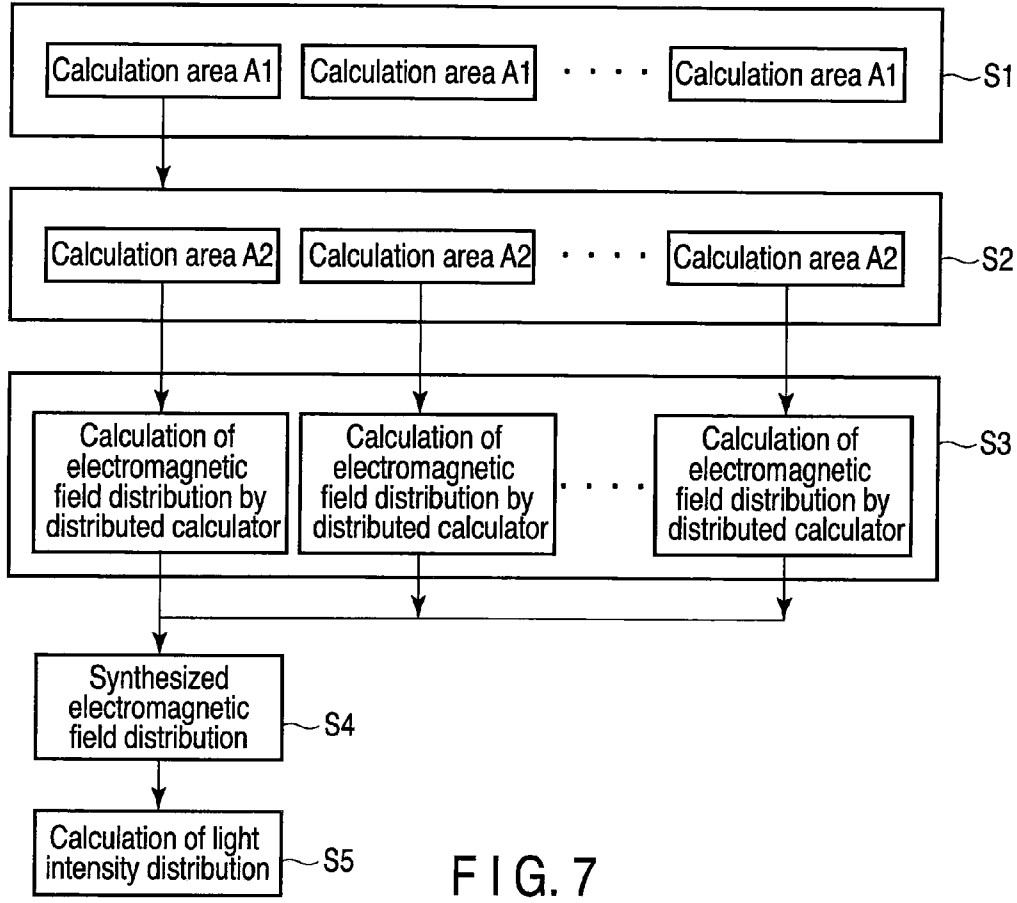 Calculation area A1
Calculation area A1
. . . .
Calculation area A1
S1
Calculation area A2
Calculation area A2
. . . .
Calculation area A2
S2
Calculation of
electromagnetic
field distribution by
distributed calculator
Calculation of
electromagnetic
field distribution by
distributed calculator
. . . .
Calculation of
electromagnetic
field distribution by
distributed calculator
S3
Synthesized
electromagnetic
field distribution
S4
Calculation of light
intensity distribution
S5
FIG. 7